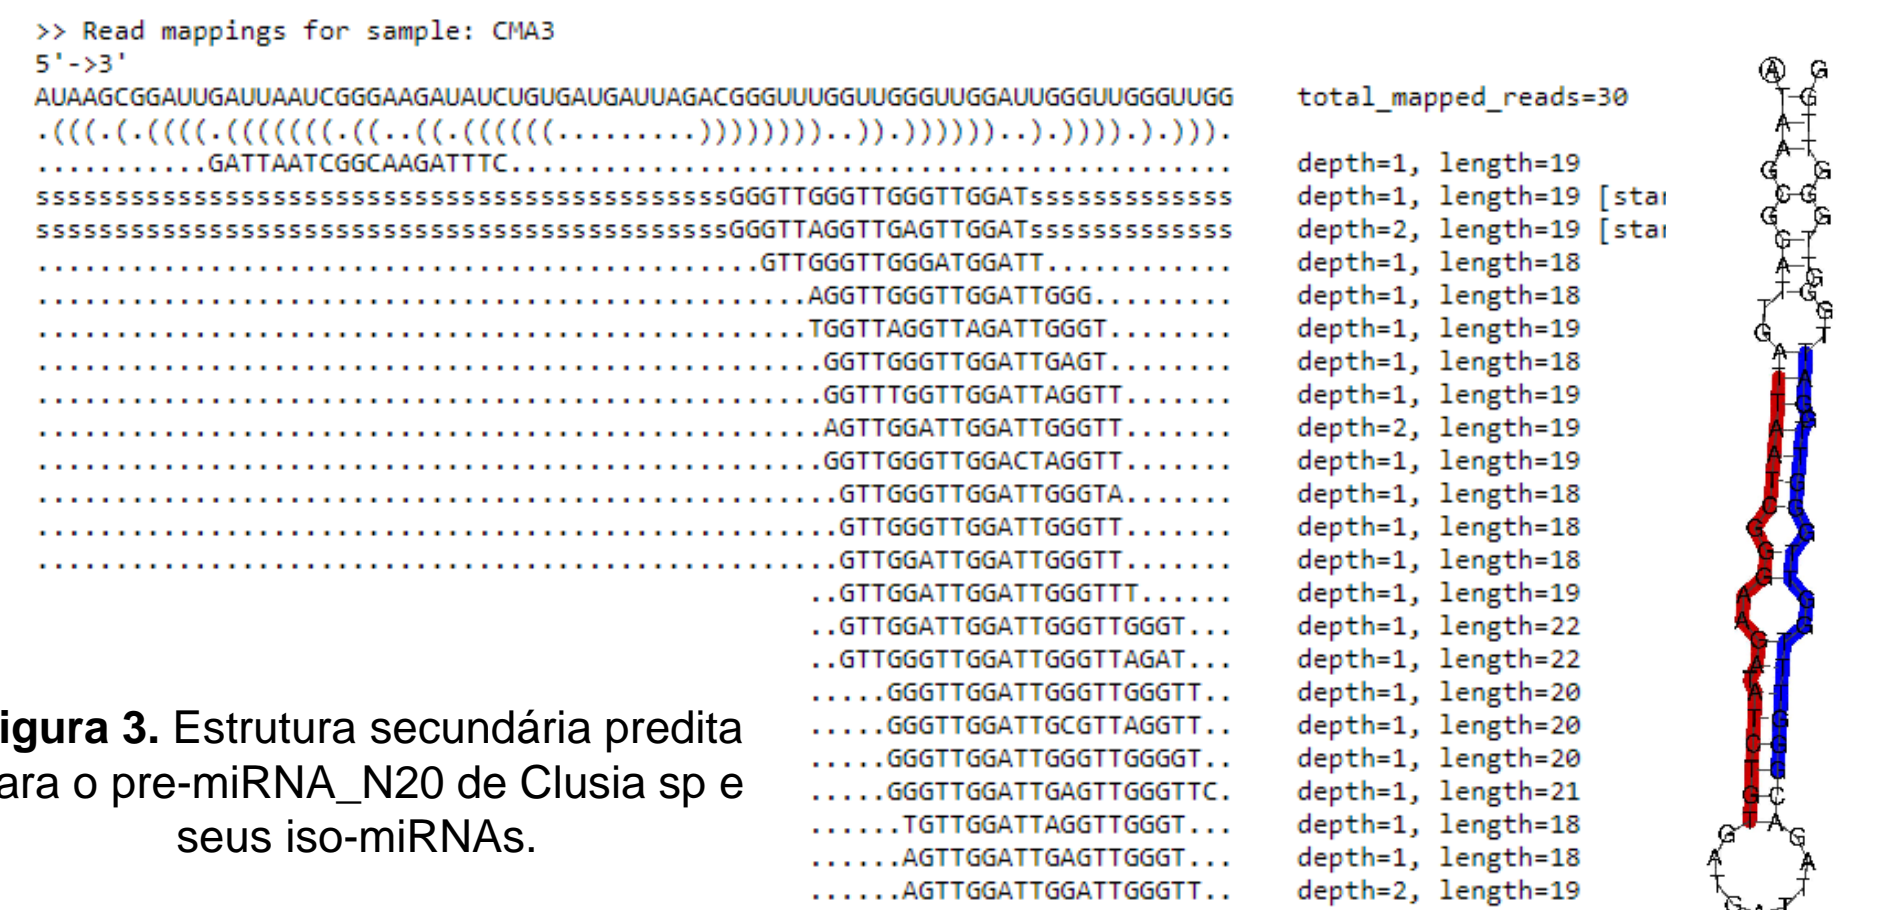 >> Read mappings for sample: CMA3
5'->3'
AUAAGCGGAUUGAUUAAUCGGGAAGAUAUCUGUGAUGAUUAGACGGGUUUGGUUGGGUUGGAUUGGGUUGGGUUGG total_mapped_reads=30
.(((.(.((((.(((((((.((..((.((((((.........))))))))..)).))))))..).)))).).))).
...........GATTAATCGGCAAGATTTC.............................................. depth=1, length=19
ssssssssssssssssssssssssssssssssssssssssssssGGGTTGGGTTGGGTTGGATsssssssssssss depth=1, length=19 [star
ssssssssssssssssssssssssssssssssssssssssssssGGGTTAGGTTGAGTTGGATsssssssssssss depth=2, length=19 [star
..............................................GTTGGGTTGGGATGGATT............ depth=1, length=18
.................................................AGGTTGGGTTGGATTGGG......... depth=1, length=18
.................................................TGGTTAGGTTAGATTGGGT........ depth=1, length=19
..................................................GGTTGGGTTGGATTGAGT........ depth=1, length=18
..................................................GGTTTGGTTGGATTAGGTT....... depth=1, length=19
..................................................AGTTGGATTGGATTGGGTT....... depth=2, length=19
..................................................GGTTGGGTTGGACTAGGTT....... depth=1, length=19
...................................................GTTGGGTTGGATTGGGTA....... depth=1, length=18
...................................................GTTGGGTTGGATTGGGTT....... depth=1, length=18
...................................................GTTGGATTGGATTGGGTT....... depth=1, length=18
..GTTGGATTGGATTGGGTTT...... depth=1, length=19
..GTTGGATTGGATTGGGTTGGGT... depth=1, length=22
..GTTGGGTTGGATTGGGTTAGAT... depth=1, length=22
.....GGGTTGGATTGGGTTGGGTT.. depth=1, length=20
.....GGGTTGGATTGCGTTAGGTT.. depth=1, length=20
.....GGGTTGGATTGGGTTGGGGT.. depth=1, length=20
.....GGGTTGGATTGAGTTGGGTTC. depth=1, length=21
......TGTTGGATTAGGTTGGGT... depth=1, length=18
......AGTTGGATTGAGTTGGGT... depth=1, length=18
......AGTTGGATTGGATTGGGTT.. depth=2, length=19
igura 3. Estrutura secundária predita
ara o pre-miRNA_N20 de Clusia sp e
seus iso-miRNAs.